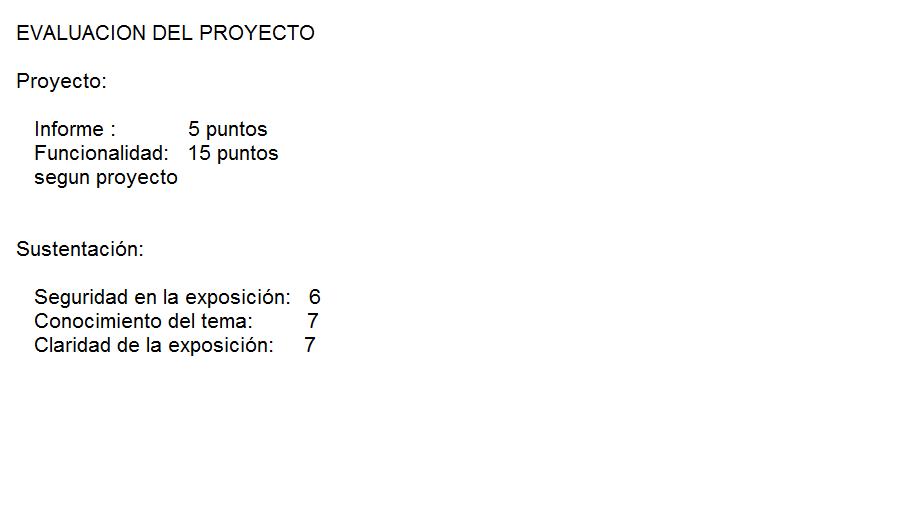 EVALUACION DEL PROYECTO
Proyecto:
Informe : 5 puntos
Funcionalidad: 15 puntos
segun proyecto
Sustentación:
Seguridad en la exposición: 6
Conocimiento del tema: 7
Claridad de la exposición: 7